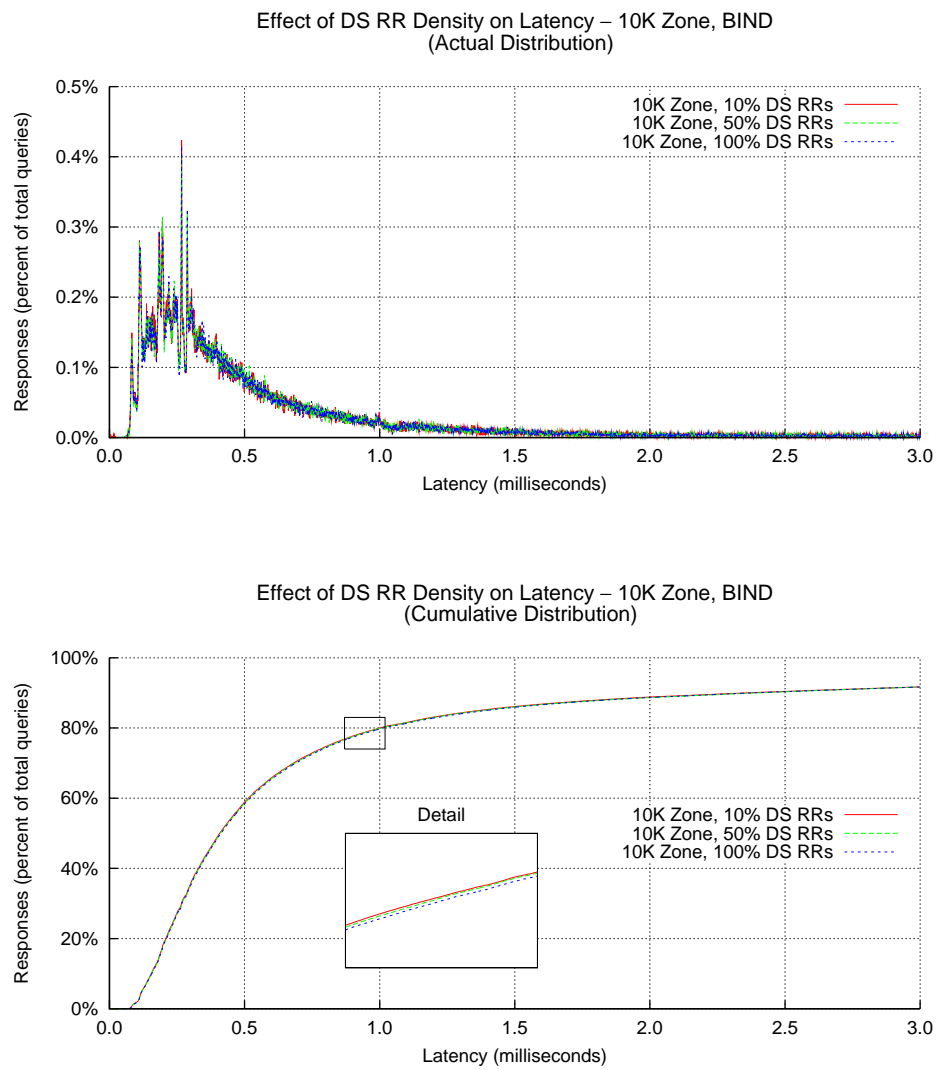 Effect of DS RR Density on Latency – 10K Zone, BIND
(Actual Distribution)
Responses (percent of total queries)
0.5%
0.4%
0.3%
0.2%
0.1%
0.0%
10K Zone, 10% DS RRs
10K Zone, 50% DS RRs
10K Zone, 100% DS RRs
0.0 0.5 1.0 1.5 2.0 2.5 3.0
Latency (milliseconds)
Effect of DS RR Density on Latency – 10K Zone, BIND
(Cumulative Distribution)
Responses (percent of total queries)
100%
80%
60%
40%
20%
0%
Detail
10K Zone, 10% DS RRs
10K Zone, 50% DS RRs
10K Zone, 100% DS RRs
0.0 0.5 1.0 1.5 2.0 2.5 3.0
Latency (milliseconds)